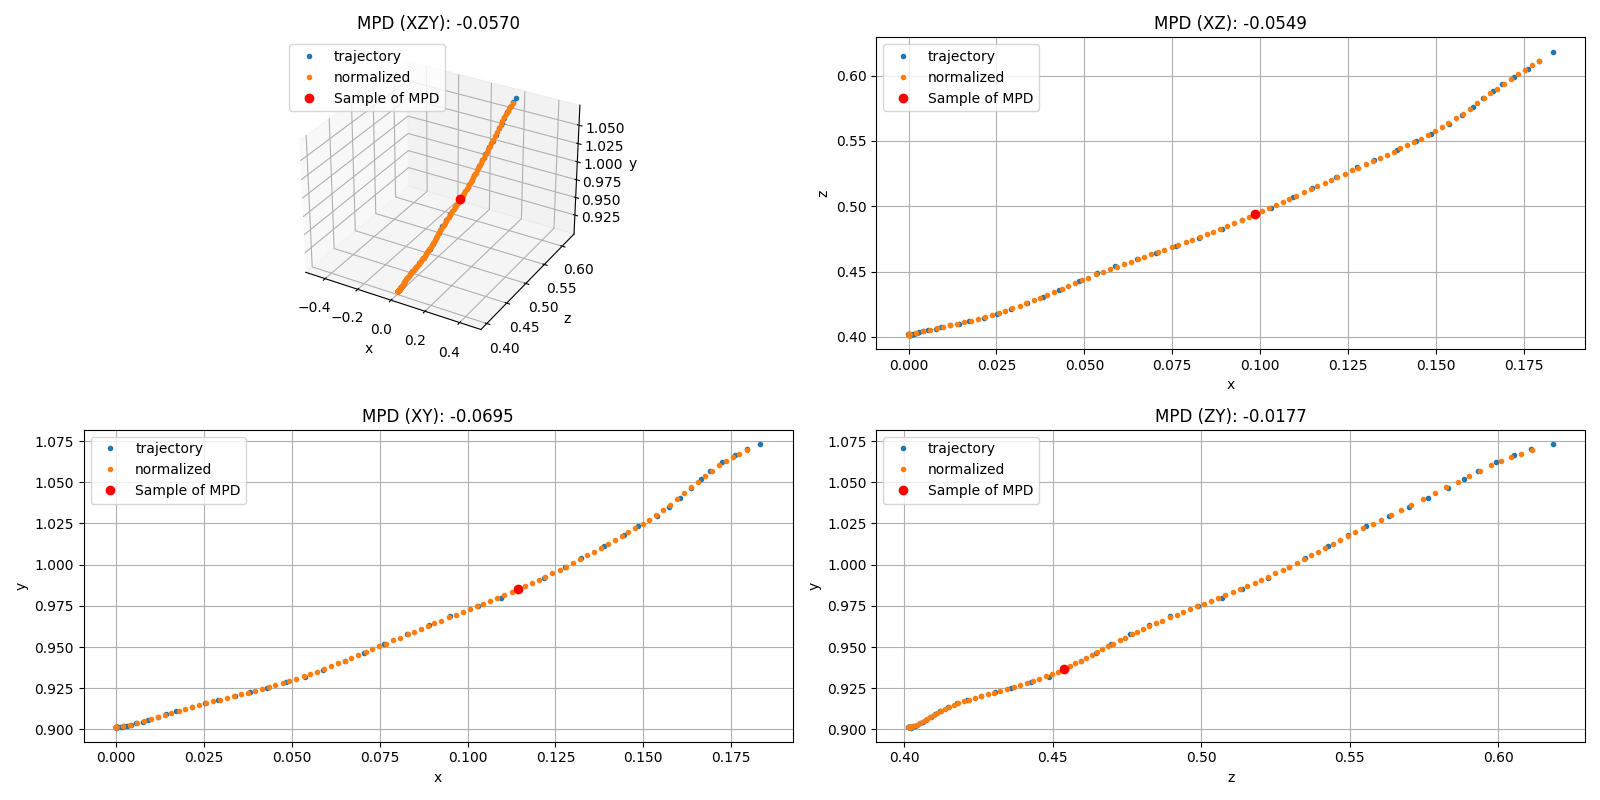 MPD (XZY): -0.0570
trajectory
normalized
Sample of MPD
1.050
1.025
1.000
0.975
0.950
0.925
y
−0.4
−0.2
0.0
0.2
0.4
x
0.40
0.45
0.50
0.55
0.60
z
MPD (XZ): -0.0549
trajectory
normalized
Sample of MPD
0.60
0.55
0.50
0.45
0.40
z
0.000 0.025 0.050 0.075 0.100 0.125 0.150 0.175
x
MPD (XY): -0.0695
trajectory
normalized
Sample of MPD
1.075
1.050
1.025
1.000
0.975
0.950
0.925
0.900
y
0.000 0.025 0.050 0.075 0.100 0.125 0.150 0.175
x
MPD (ZY): -0.0177
trajectory
normalized
Sample of MPD
1.075
1.050
1.025
1.000
0.975
0.950
0.925
0.900
y
0.40 0.45 0.50 0.55 0.60
z